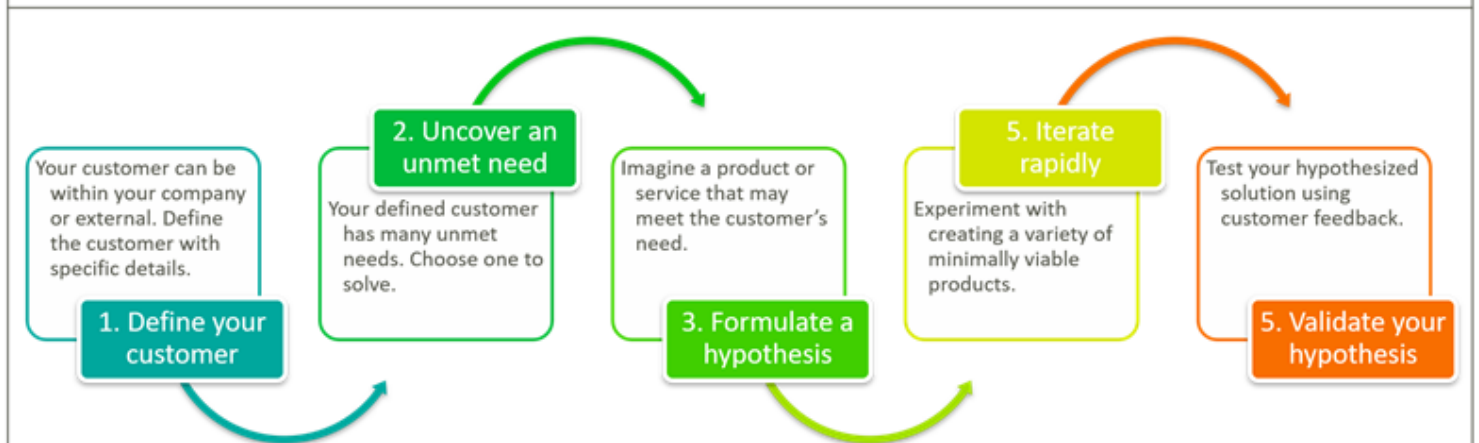 Your customer can be
within your company
or external. Define
the customer with
specific details.
1. Define your
customer
2. Uncover an
unmet need
Your defined customer
has many unmet
needs. Choose one to
solve.
Imagine a product or
service that may
meet the customer's
need.
3. Formulate a
hypothesis
5. Iterate
rapidly
Experiment with
creating a variety of
minimally viable
products.
Test your hypothesized
solution using
customer feedback.
5. Validate your
hypothesis